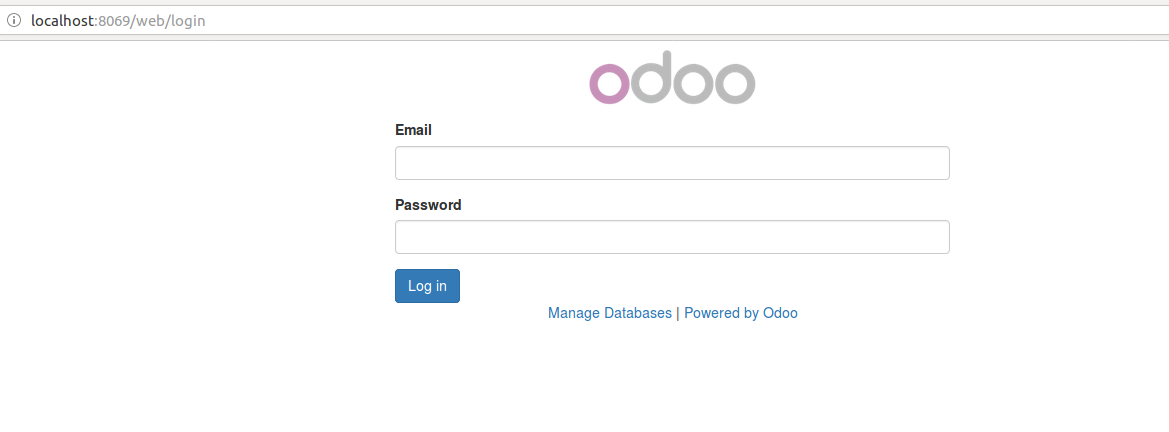 localhost:8069/web/login
odoo
Email
Password
Log in
Manage Databases | Powered by Odoo